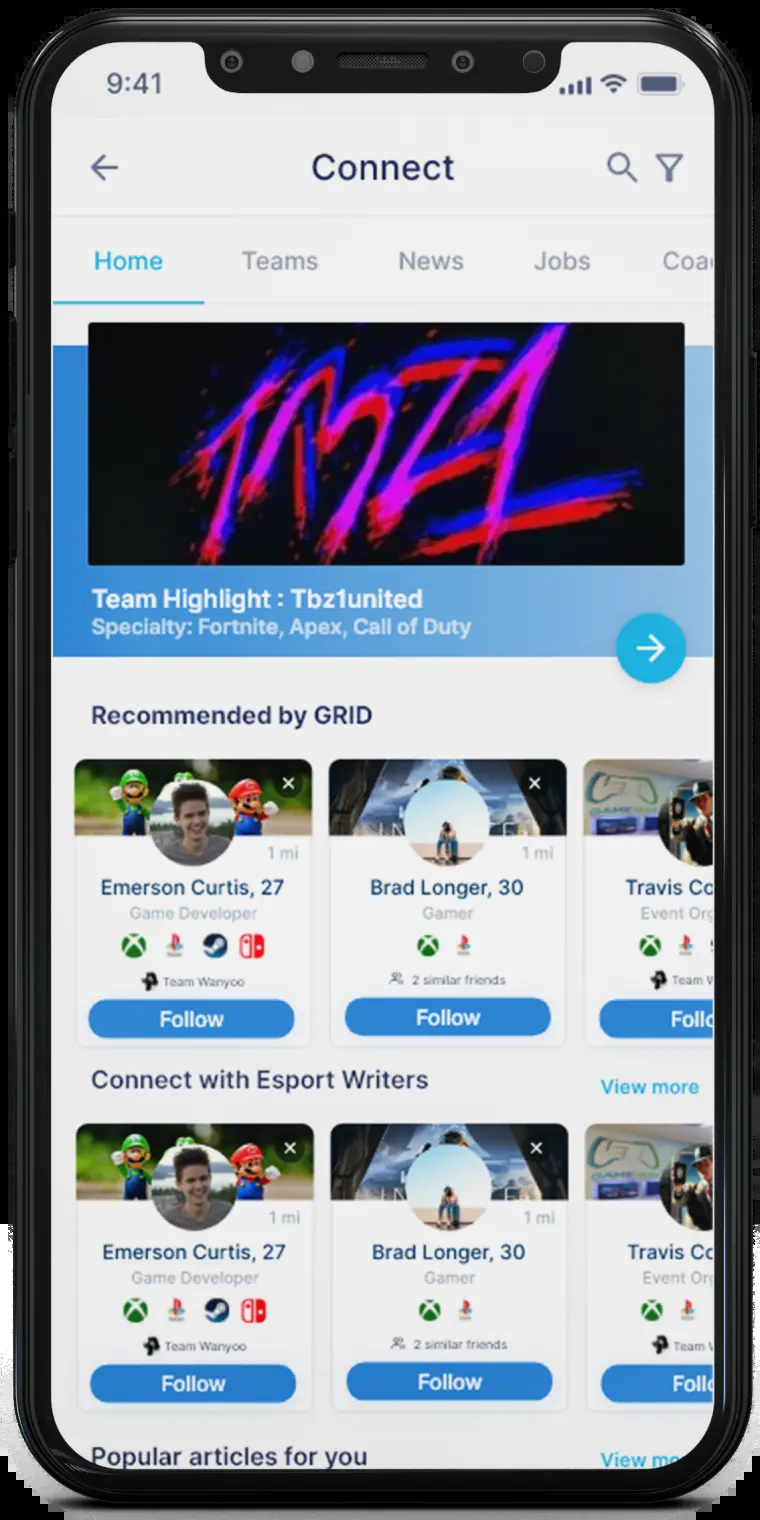 9:41
Connect
Home Teams News Jobs Coa
TBZ1
Team Highlight : Tbz1united
Specialty: Fortnite, Apex, Call of Duty
Recommended by GRID
1 mi 1 mi
Emerson Curtis, 27 Brad Longer, 30 Travis Co
Game Developer Gamer Event Org
Team Wanyoo 2 similar friends Team W
Follow Follow Follo
Connect with Esport Writers View more
1 mi 1 mi
Emerson Curtis, 27 Brad Longer, 30 Travis Co
Game Developer Gamer Event Org
Team Wanyoo 2 similar friends Team W
Follow Follow Follo
Popular articles for you View mo